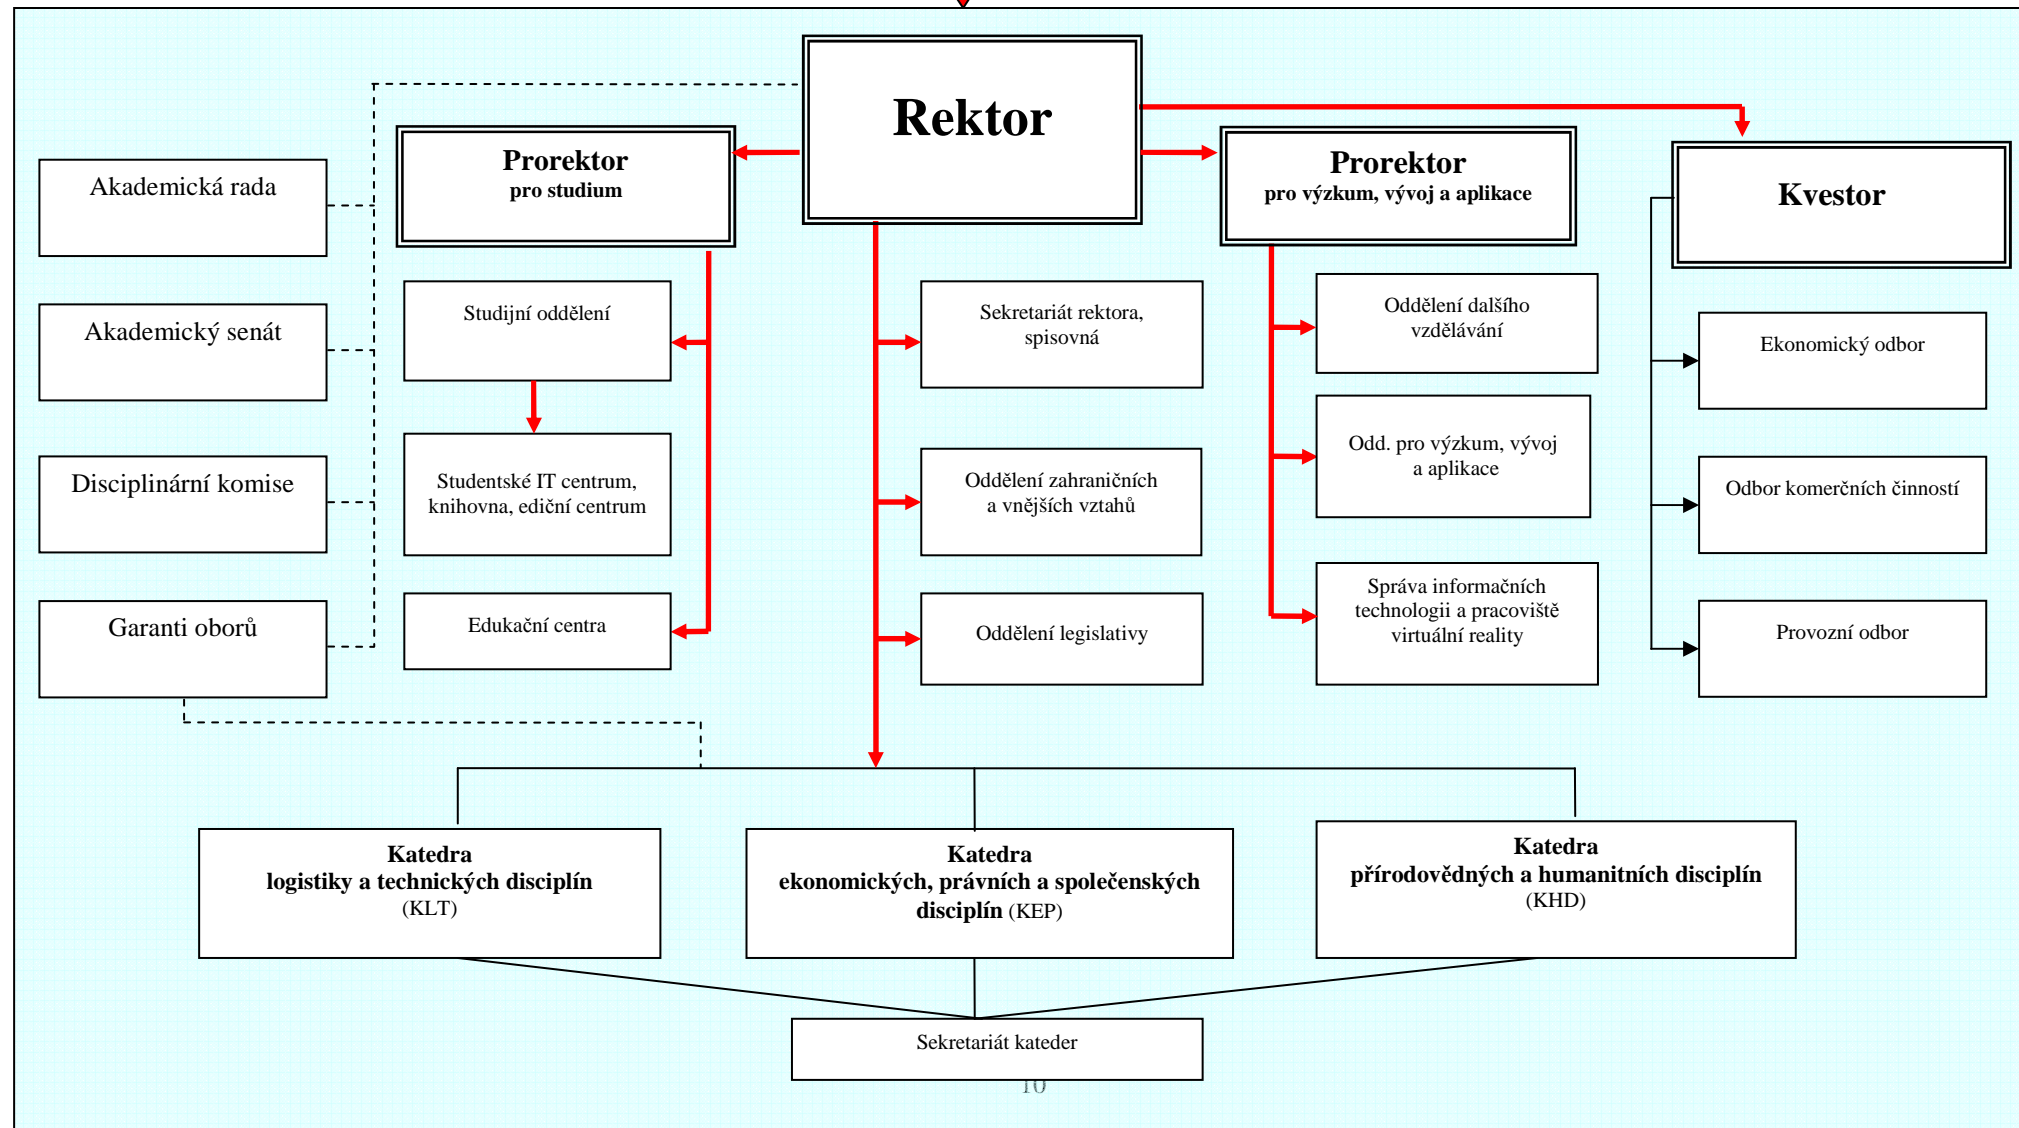 Rektor
Prorektor
pro studium
Prorektor
pro výzkum, vývoj a aplikace
Kvestor
Akademická rada
Akademický senát
Disciplinární komise
Garanti oborů
Studijní oddělení
Studentské IT centrum,
knihovna, ediční centrum
Edukační centra
Sekretariát rektora,
spisovná
Oddělení zahraničních
a vnějších vztahů
Oddělení legislativy
Oddělení dalšího
vzdělávání
Odd. pro výzkum, vývoj
a aplikace
Správa informačních
technologii a pracoviště
virtuální reality
Ekonomický odbor
Odbor komerčních činností
Provozní odbor
Katedra
logistiky a technických disciplín
(KLT)
Katedra
ekonomických, právních a společenských
disciplín (KEP)
Katedra
přírodovědných a humanitních disciplín
(KHD)
Sekretariát kateder
10